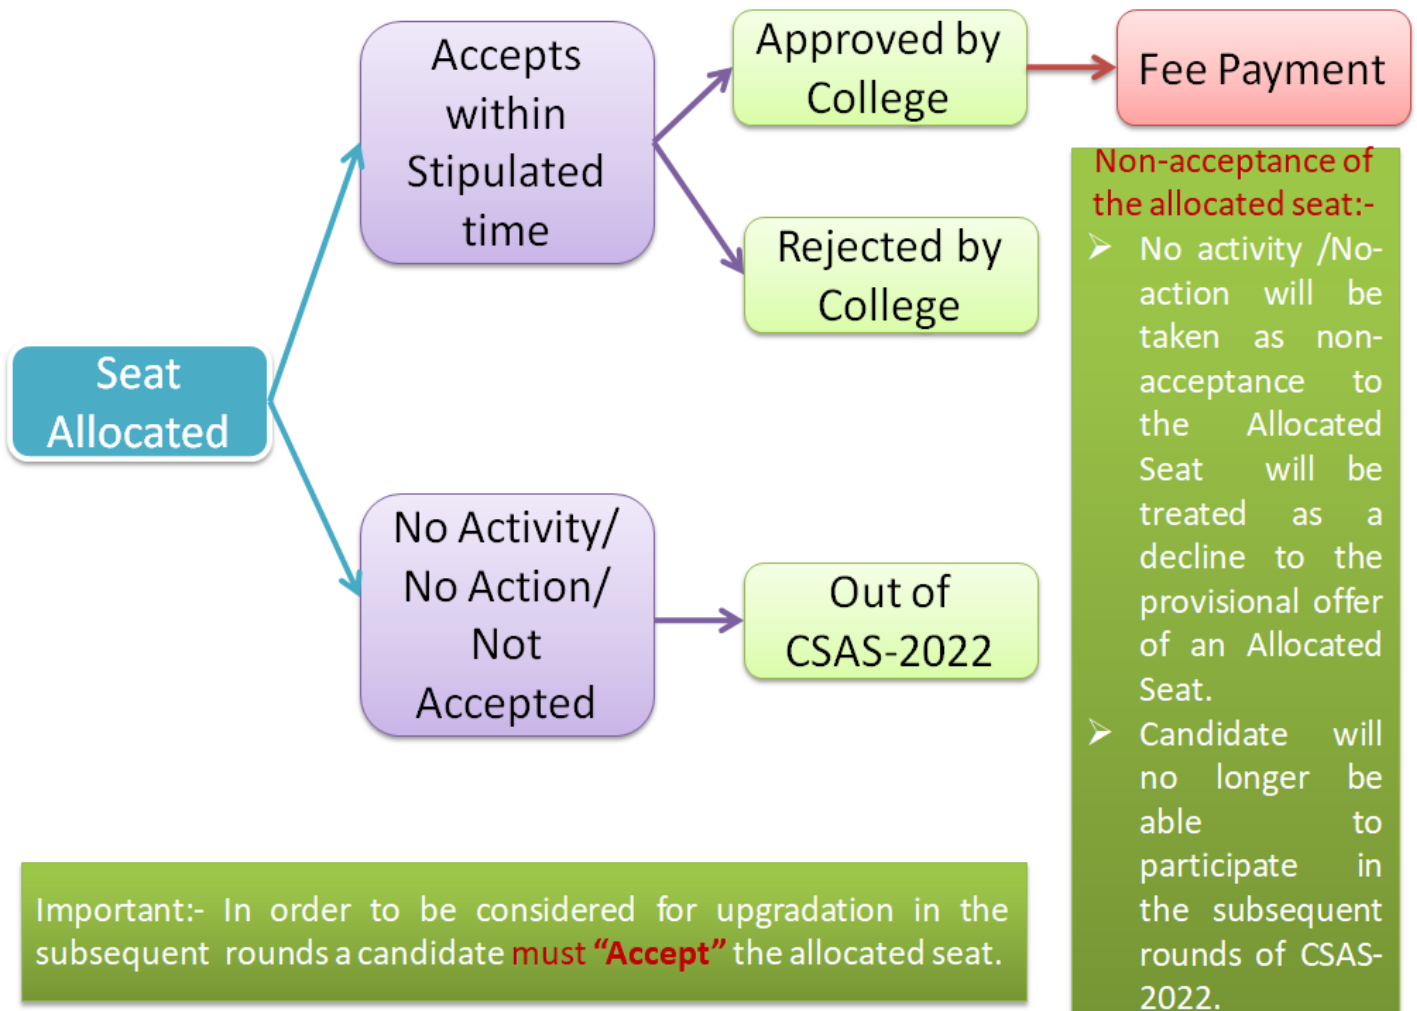 Seat
Allocated
Accepts
within
Stipulated
time
Approved by
College
Fee Payment
Rejected by
College
No Activity/
No Action/
Not
Accepted
Out of
CSAS-2022
Non-acceptance of
the allocated seat:-
➢ No activity /No-
action will be
taken as non-
acceptance to
the Allocated
Seat will be
treated as a
decline to the
provisional offer
of an Allocated
Seat.
➢ Candidate will
no longer be
able to
participate in
the subsequent
rounds of CSAS-
2022.
Important:- In order to be considered for upgradation in the
subsequent rounds a candidate must “Accept” the allocated seat.